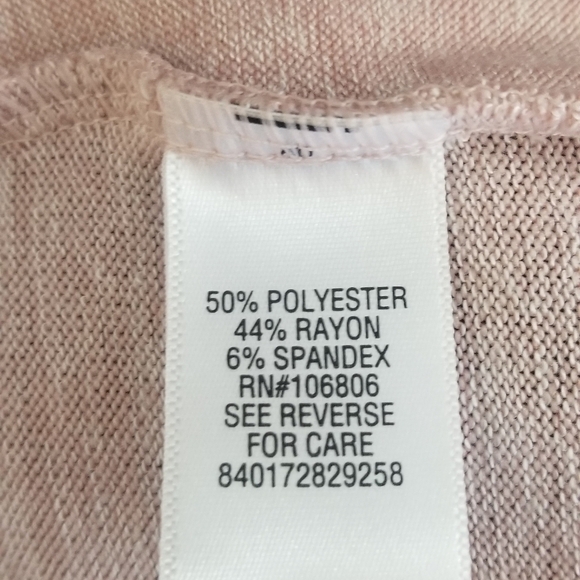 50% POLYESTER
44% RAYON
6% SPANDEX
RN#106806
SEE REVERSE
FOR CARE
840172829258